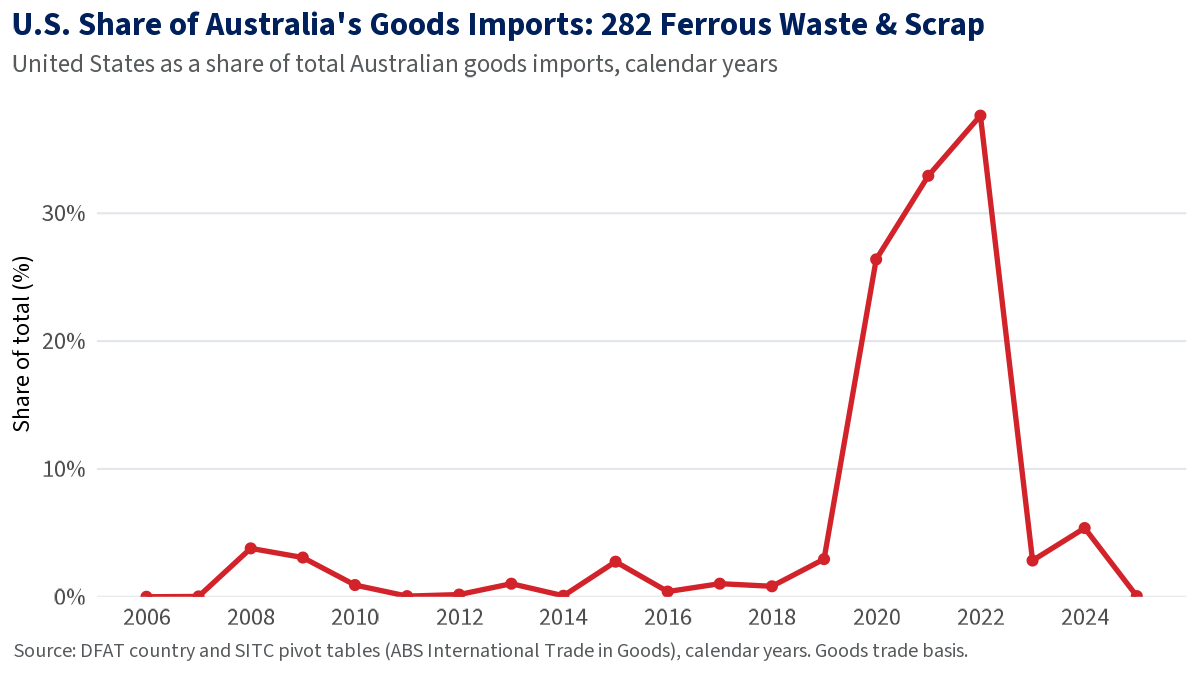 U.S. Share of Australia's Goods Imports: 282 Ferrous Waste & Scrap
United States as a share of total Australian goods imports, calendar years
Share of total (%)
30%
20%
10%
0%
2006 2008 2010 2012 2014 2016 2018 2020 2022 2024
Source: DFAT country and SITC pivot tables (ABS International Trade in Goods), calendar years. Goods trade basis.